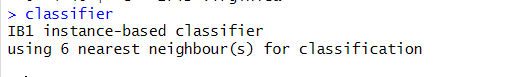 > classifier
IB1 instance-based classifier
using 6 nearest neighbour(s) for classification